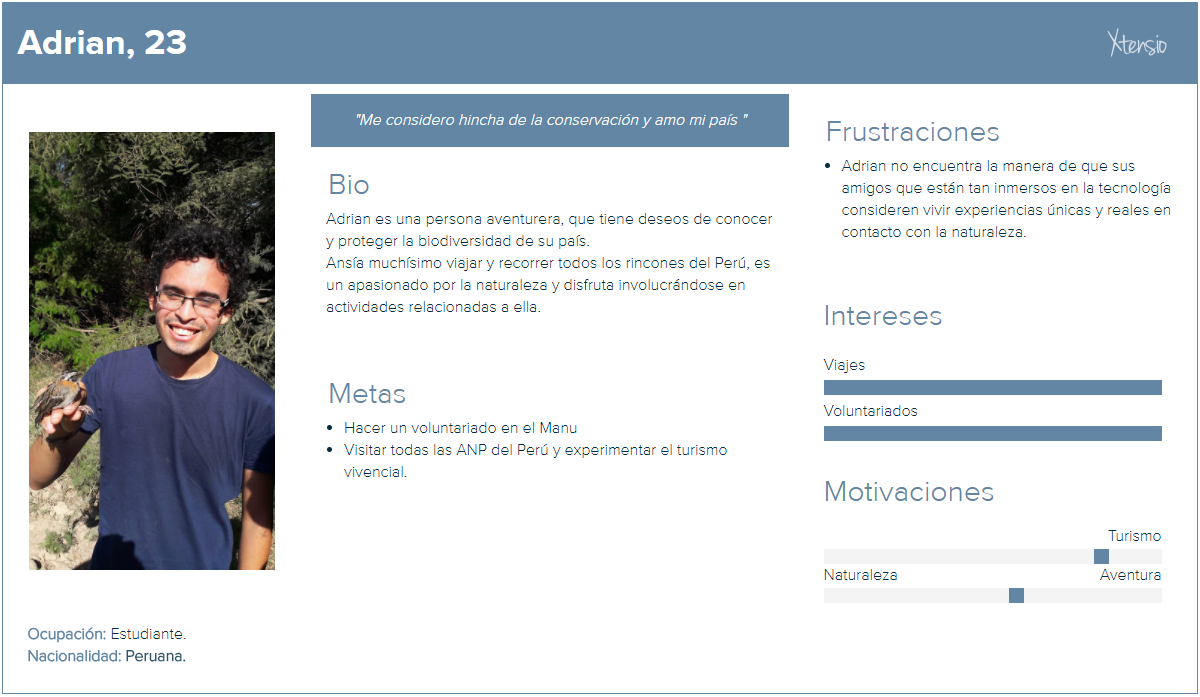 Adrian, 23
Xtensio
"Me considero hincha de la conservación y amo mi país "
Bio
Adrian es una persona aventurera, que tiene deseos de conocer
y proteger la biodiversidad de su país.
Ansía muchísimo viajar y recorrer todos los rincones del Perú, es
un apasionado por la naturaleza y disfruta involucrándose en
actividades relacionadas a ella.
Metas
• Hacer un voluntariado en el Manu
• Visitar todas las ANP del Perú y experimentar el turismo
vivencial.
Frustraciones
• Adrian no encuentra la manera de que sus
amigos que están tan inmersos en la tecnología
consideren vivir experiencias únicas y reales en
contacto con la naturaleza.
Intereses
Viajes
Voluntariados
Motivaciones
Turismo
Naturaleza Aventura
Ocupación: Estudiante.
Nacionalidad: Peruana.